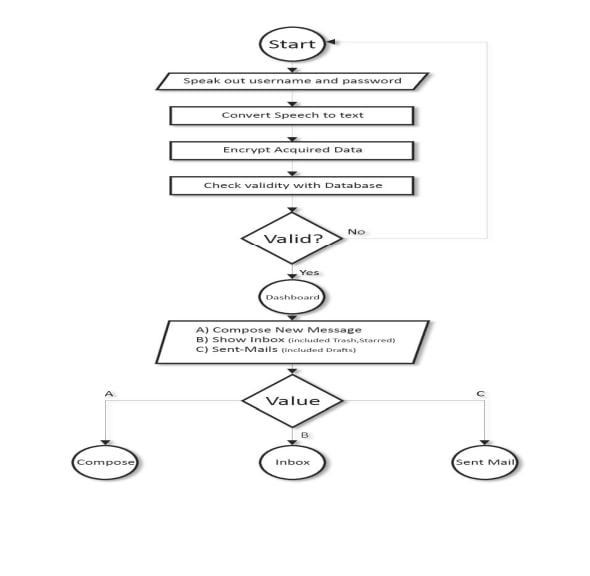 Start
Speak out username and password
Convert Speech to text
Encrypt Acquired Data
Check validity with Database
Valid?
No
Yes
Dashboard
A) Compose New Message
B) Show Inbox (included Trash,Starred)
C) Sent-Mails (included Drafts)
Value
A
B
C
Compose
Inbox
Sent Mail